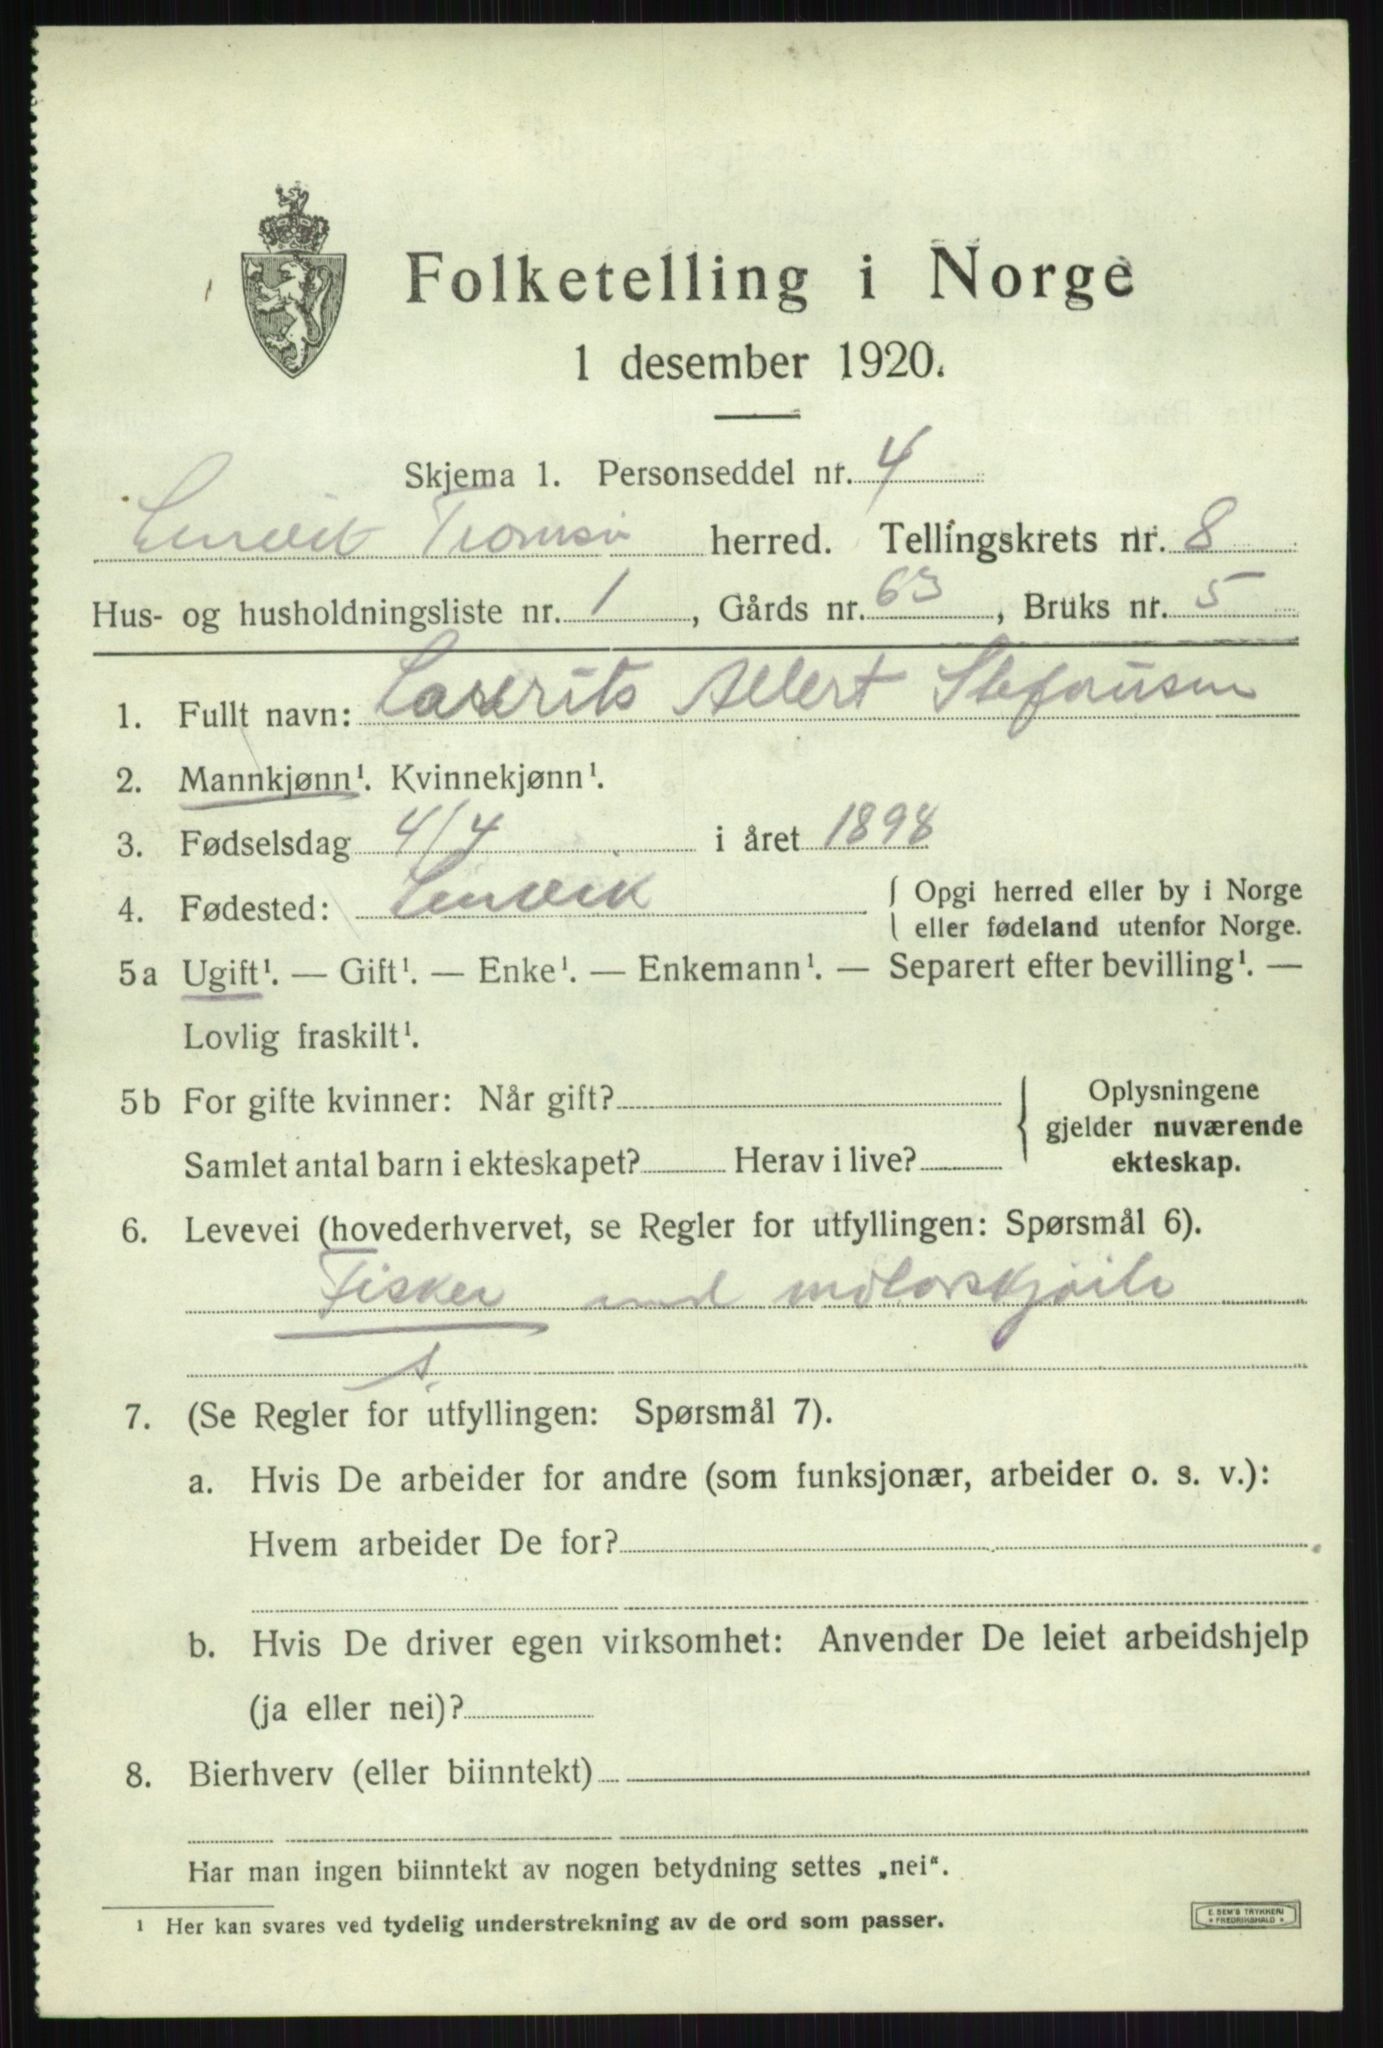 Folketelling i Norge
1 desember 1920.
Skjema 1. Personseddel nr. 4
Lenvik Tromsø herred. Tellingskrets nr. 8
Hus- og husholdningsliste nr. 1, Gårds nr. 63, Bruks nr. 5
1. Fullt navn: Laurits Albert Stefansen
2. Mannkjønn¹. Kvinnekjønn¹.
3. Fødselsdag 4/4 i året 1898
4. Fødested: Lenvik { Opgi herred eller by i Norge
eller fødeland utenfor Norge.
5a Ugift¹. — Gift¹. — Enke¹. — Enkemann¹. — Separert efter bevilling¹. —
Lovlig fraskilt¹.
5b For gifte kvinner: Når gift?
Samlet antal barn i ekteskapet? Herav i live?
} Oplysningene
gjelder nuværende
ekteskap.
6. Levevei (hovederhvervet, se Regler for utfyllingen: Spørsmål 6).
Fisker med motorskjøite
s.
7. (Se Regler for utfyllingen: Spørsmål 7).
a. Hvis De arbeider for andre (som funksjonær, arbeider o. s. v.):
Hvem arbeider De for?
b. Hvis De driver egen virksomhet: Anvender De leiet arbeidshjelp
(ja eller nei)?
8. Bierhverv (eller biinntekt)
Har man ingen biinntekt av nogen betydning settes „nei“.
¹ Her kan svares ved tydelig understrekning av de ord som passer.
E. SEM'S TRYKKERI
FREDRIKSHALD